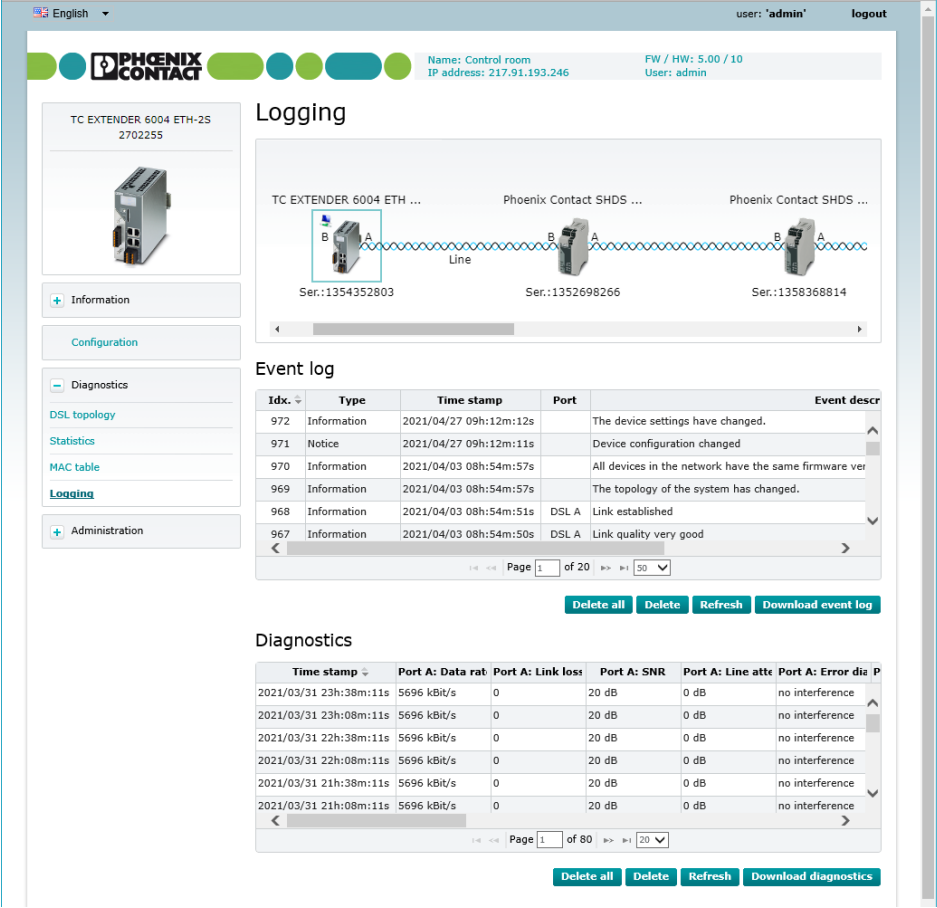 English
user: 'admin' logout
PHŒNIX
CONTACT
Name: Control room
IP address: 217.91.193.246
FW / HW: 5.00 / 10
User: admin
TC EXTENDER 6004 ETH-2S
2702255
Information
Configuration
Diagnostics
DSL topology
Statistics
MAC table
Logging
Administration
Logging
TC EXTENDER 6004 ETH ... Phoenix Contact SHDS ... Phoenix Contact SHDS ...
B A B A B A
Line
Ser.:1354352803 Ser.:1352698266 Ser.:1358368814
Event log
Idx. Type Time stamp Port Event descr
972 Information 2021/04/27 09h:12m:12s The device settings have changed.
971 Notice 2021/04/27 09h:12m:11s Device configuration changed
970 Information 2021/04/03 08h:54m:57s All devices in the network have the same firmware ver
969 Information 2021/04/03 08h:54m:57s The topology of the system has changed.
968 Information 2021/04/03 08h:54m:51s DSL A Link established
967 Information 2021/04/03 08h:54m:50s DSL A Link quality very good
Page 1 of 20 50
Delete all Delete Refresh Download event log
Diagnostics
Time stamp Port A: Data rat Port A: Link loss Port A: SNR Port A: Line atte Port A: Error dia P
2021/03/31 23h:38m:11s 5696 kBit/s 0 20 dB 0 dB no interference
2021/03/31 23h:08m:11s 5696 kBit/s 0 20 dB 0 dB no interference
2021/03/31 22h:38m:11s 5696 kBit/s 0 20 dB 0 dB no interference
2021/03/31 22h:08m:11s 5696 kBit/s 0 20 dB 0 dB no interference
2021/03/31 21h:38m:11s 5696 kBit/s 0 20 dB 0 dB no interference
2021/03/31 21h:08m:11s 5696 kBit/s 0 20 dB 0 dB no interference
Page 1 of 80 20
Delete all Delete Refresh Download diagnostics